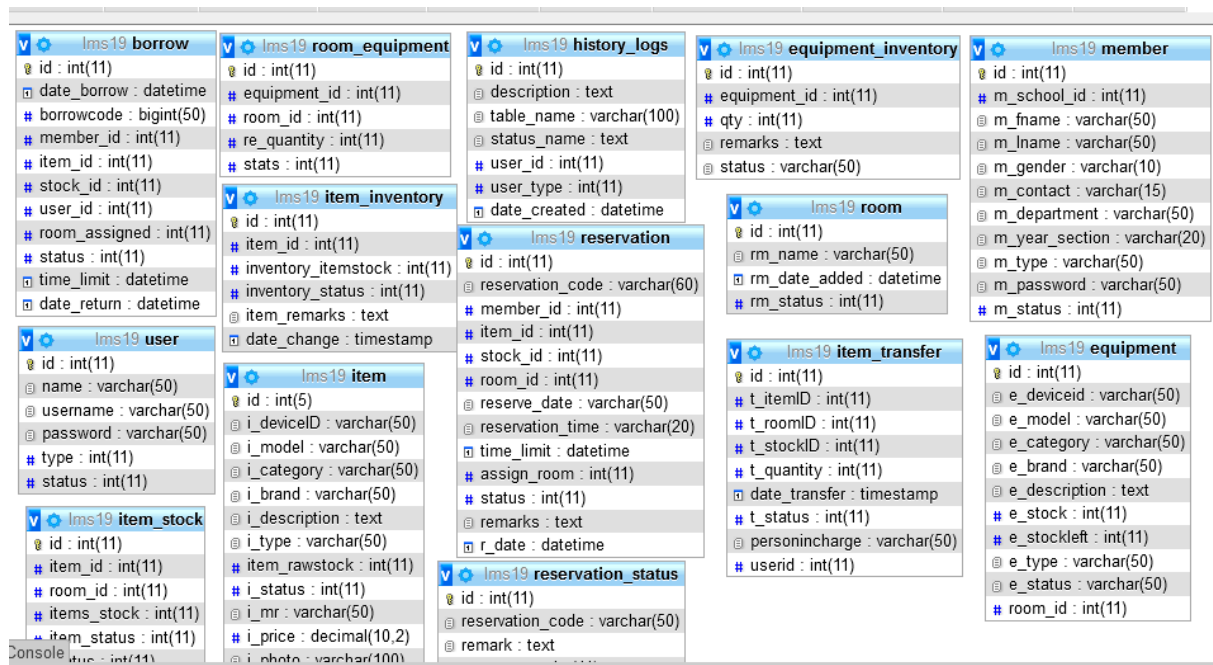 lms19 borrow
id : int(11)
date_borrow : datetime
borrowcode : bigint(50)
member_id : int(11)
item_id : int(11)
stock_id : int(11)
user_id : int(11)
room_assigned : int(11)
status : int(11)
time_limit : datetime
date_return : datetime
lms19 room_equipment
id : int(11)
equipment_id : int(11)
room_id : int(11)
re_quantity : int(11)
stats : int(11)
lms19 history_logs
id : int(11)
description : text
table_name : varchar(100)
status_name : text
user_id : int(11)
user_type : int(11)
date_created : datetime
lms19 equipment_inventory
id : int(11)
equipment_id : int(11)
qty : int(11)
remarks : text
status : varchar(50)
lms19 member
id : int(11)
m_school_id : int(11)
m_fname : varchar(50)
m_lname : varchar(50)
m_gender : varchar(10)
m_contact : varchar(15)
m_department : varchar(50)
m_year_section : varchar(20)
m_type : varchar(50)
m_password : varchar(50)
m_status : int(11)
lms19 item_inventory
id : int(11)
item_id : int(11)
inventory_itemstock : int(11)
inventory_status : int(11)
item_remarks : text
date_change : timestamp
lms19 reservation
id : int(11)
reservation_code : varchar(60)
member_id : int(11)
item_id : int(11)
stock_id : int(11)
room_id : int(11)
reserve_date : varchar(50)
reservation_time : varchar(20)
time_limit : datetime
assign_room : int(11)
status : int(11)
remarks : text
r_date : datetime
lms19 room
id : int(11)
rm_name : varchar(50)
rm_date_added : datetime
rm_status : int(11)
lms19 user
id : int(11)
name : varchar(50)
username : varchar(50)
password : varchar(50)
type : int(11)
status : int(11)
lms19 item
id : int(5)
i_deviceID : varchar(50)
i_model : varchar(50)
i_category : varchar(50)
i_brand : varchar(50)
i_description : text
i_type : varchar(50)
item_rawstock : int(11)
i_status : int(11)
i_mr : varchar(50)
i_price : decimal(10,2)
i_photo : varchar(100)
lms19 item_transfer
id : int(11)
t_itemID : int(11)
t_roomID : int(11)
t_stockID : int(11)
t_quantity : int(11)
date_transfer : timestamp
t_status : int(11)
personincharge : varchar(50)
userid : int(11)
lms19 equipment
id : int(11)
e_deviceid : varchar(50)
e_model : varchar(50)
e_category : varchar(50)
e_brand : varchar(50)
e_description : text
e_stock : int(11)
e_stockleft : int(11)
e_type : varchar(50)
e_status : varchar(50)
room_id : int(11)
lms19 item_stock
id : int(11)
item_id : int(11)
room_id : int(11)
items_stock : int(11)
item_status : int(11)
lms19 reservation_status
id : int(11)
reservation_code : varchar(50)
remark : text
Console